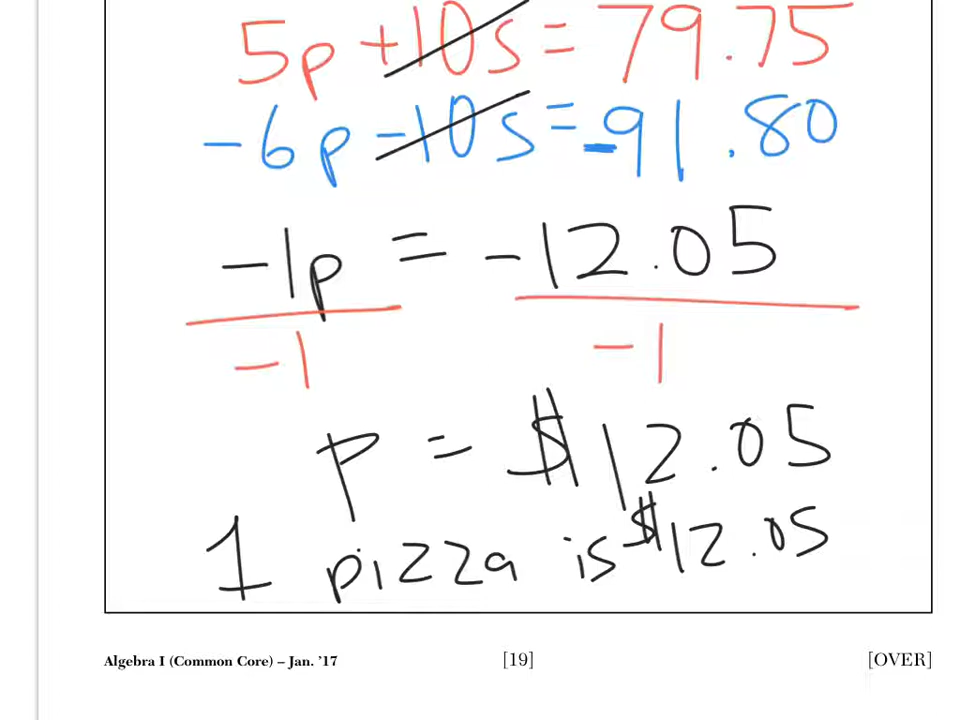 5p +10s = 79.75
-6p -10s = -91.80
-1p = -12.05
-1 -1
p = $12.05
1 pizza is $12.05
Algebra I (Common Core) – Jan. ’17 [19] [OVER]